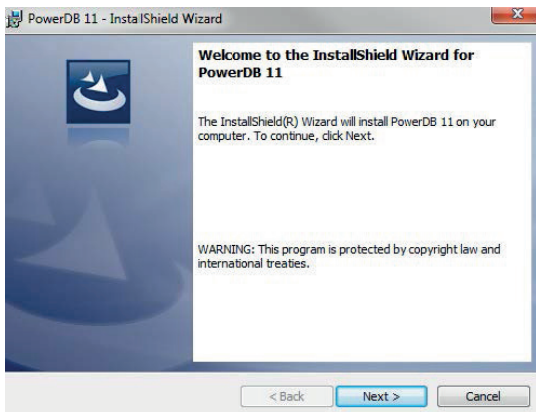 PowerDB 11 - InstallShield Wizard
Welcome to the InstallShield Wizard for
PowerDB 11
The InstallShield(R) Wizard will install PowerDB 11 on your
computer. To continue, click Next.
WARNING: This program is protected by copyright law and
international treaties.
< Back Next > Cancel